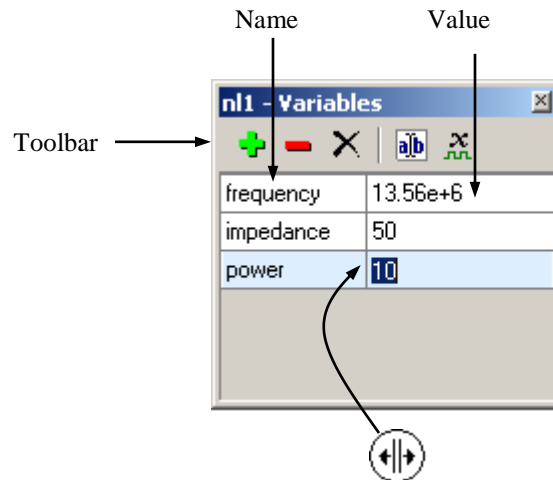 Name Value
nl1 - Variables
Toolbar
a b x
frequency 13.56e+6
impedance 50
power 10